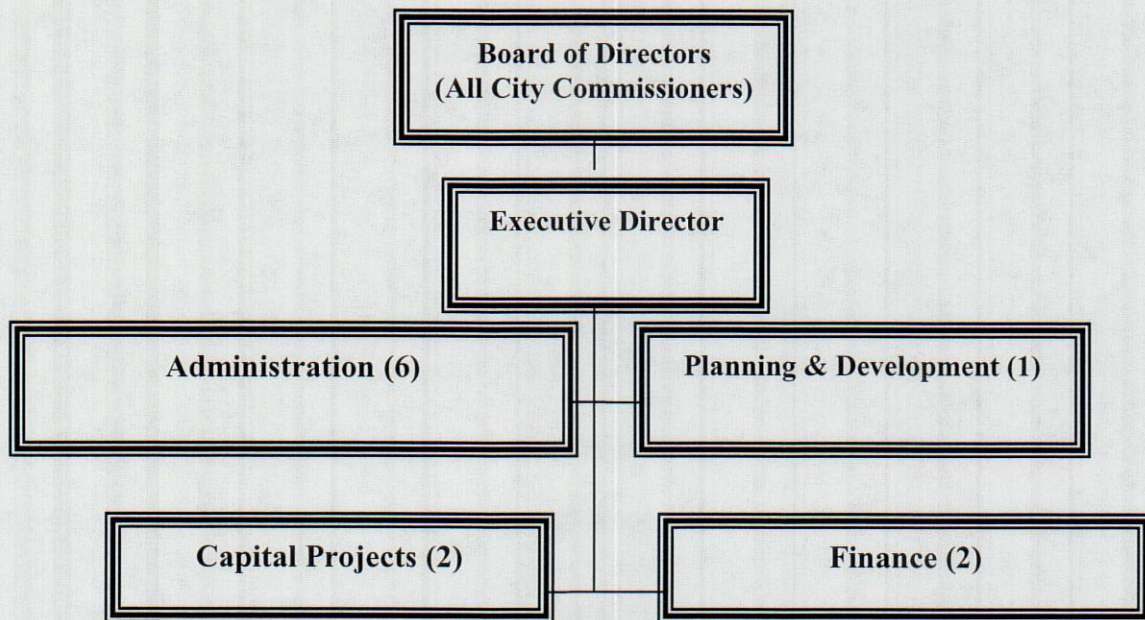 Board of Directors
(All City Commissioners)
Executive Director
Administration (6)
Planning & Development (1)
Capital Projects (2)
Finance (2)